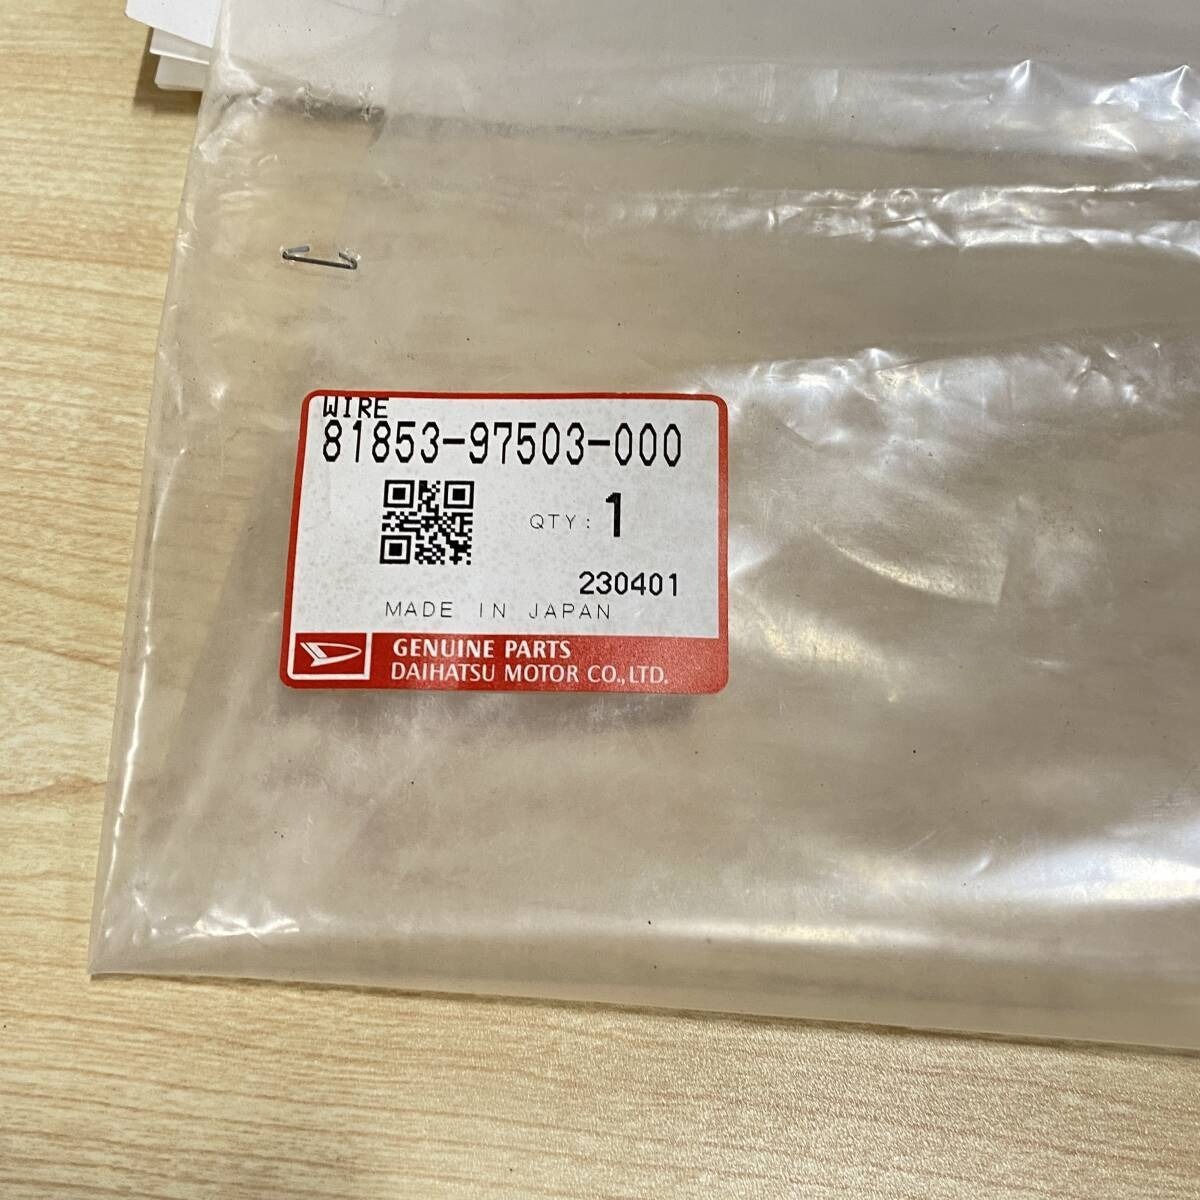 WIRE
81853-97503-000
QTY: 1
230401
MADE IN JAPAN
GENUINE PARTS
DAIHATSU MOTOR CO.,LTD.